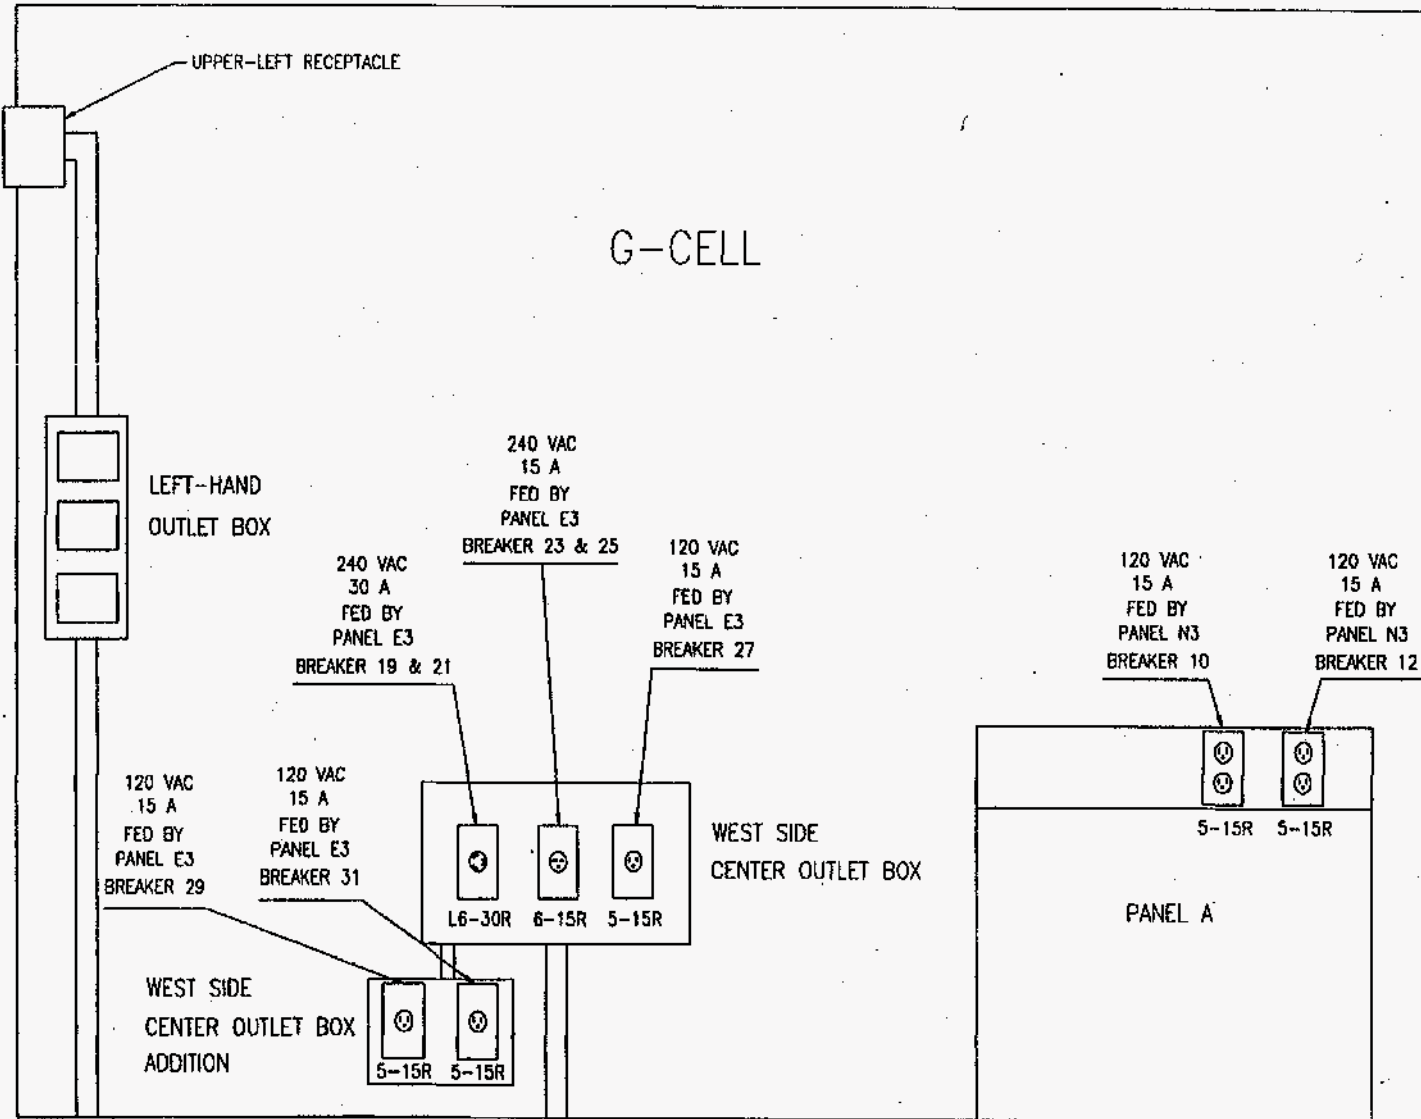 UPPER-LEFT RECEPTACLE
G-CELL
LEFT-HAND
OUTLET BOX
240 VAC
15 A
FED BY
PANEL E3
BREAKER 23 & 25
240 VAC
30 A
FED BY
PANEL E3
BREAKER 19 & 21
120 VAC
15 A
FED BY
PANEL E3
BREAKER 27
120 VAC
15 A
FED BY
PANEL N3
BREAKER 10
120 VAC
15 A
FED BY
PANEL N3
BREAKER 12
120 VAC
15 A
FED BY
PANEL E3
BREAKER 29
120 VAC
15 A
FED BY
PANEL E3
BREAKER 31
L6-30R 6-15R 5-15R
WEST SIDE
CENTER OUTLET BOX
5-15R 5-15R
PANEL A
WEST SIDE
CENTER OUTLET BOX
ADDITION
5-15R 5-15R